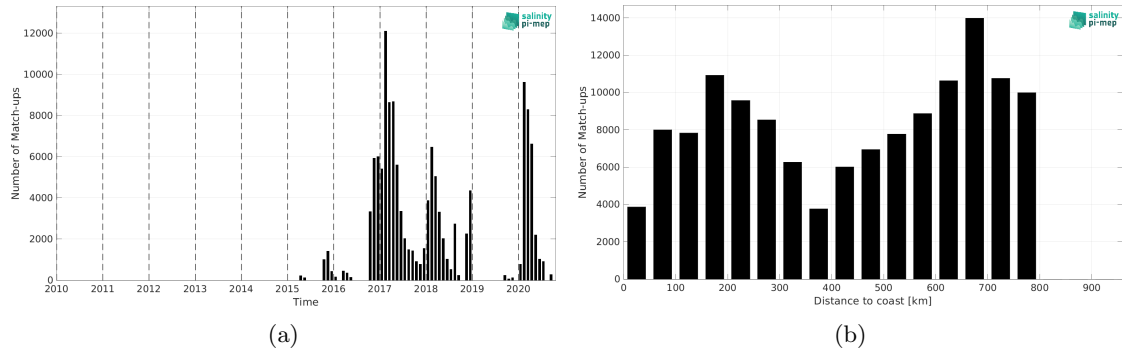 salinity
pi-mep
12000
10000
8000
6000
4000
2000
0
Number of Match-ups
2010 2011 2012 2013 2014 2015 2016 2017 2018 2019 2020
Time
(a)
salinity
pi-mep
14000
12000
10000
8000
6000
4000
2000
0
Number of Match-ups
0 100 200 300 400 500 600 700 800 900
Distance to coast [km]
(b)